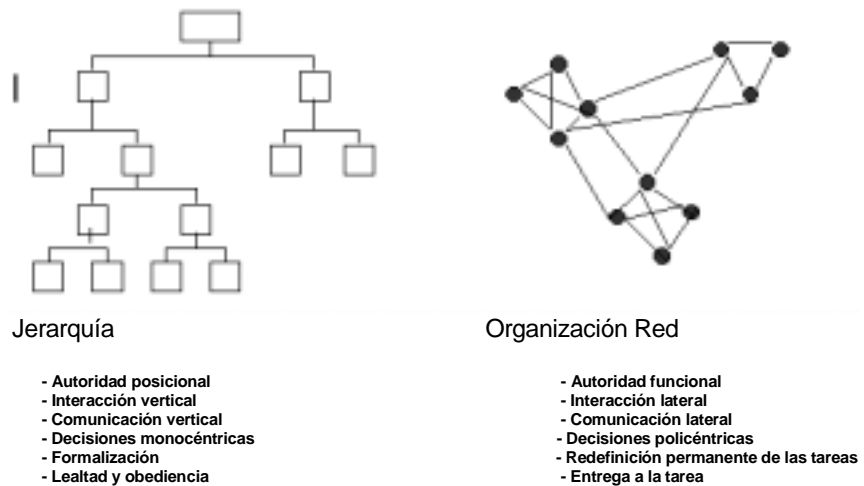 Jerarquía
- Autoridad posicional
- Interacción vertical
- Comunicación vertical
- Decisiones monocéntricas
- Formalización
- Lealtad y obediencia
Organización Red
- Autoridad funcional
- Interacción lateral
- Comunicación lateral
- Decisiones policéntricas
- Redefinición permanente de las tareas
- Entrega a la tarea